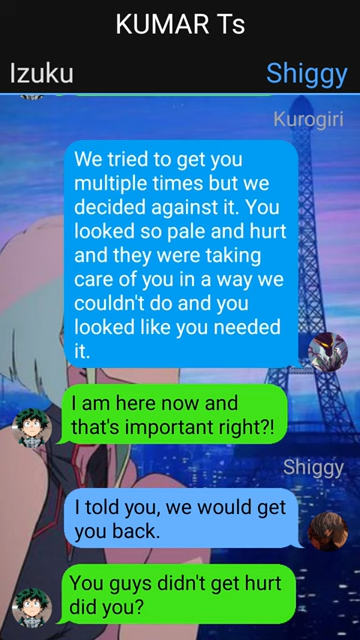 KUMAR Ts
Izuku
Shiggy
Kurogiri
We tried to get you
multiple times but we
decided against it. You
looked so pale and hurt
and they were taking
care of you in a way we
couldn't do and you
looked like you needed
it.
I am here now and
that's important right?!
Shiggy
I told you, we would get
you back.
You guys didn't get hurt
did you?